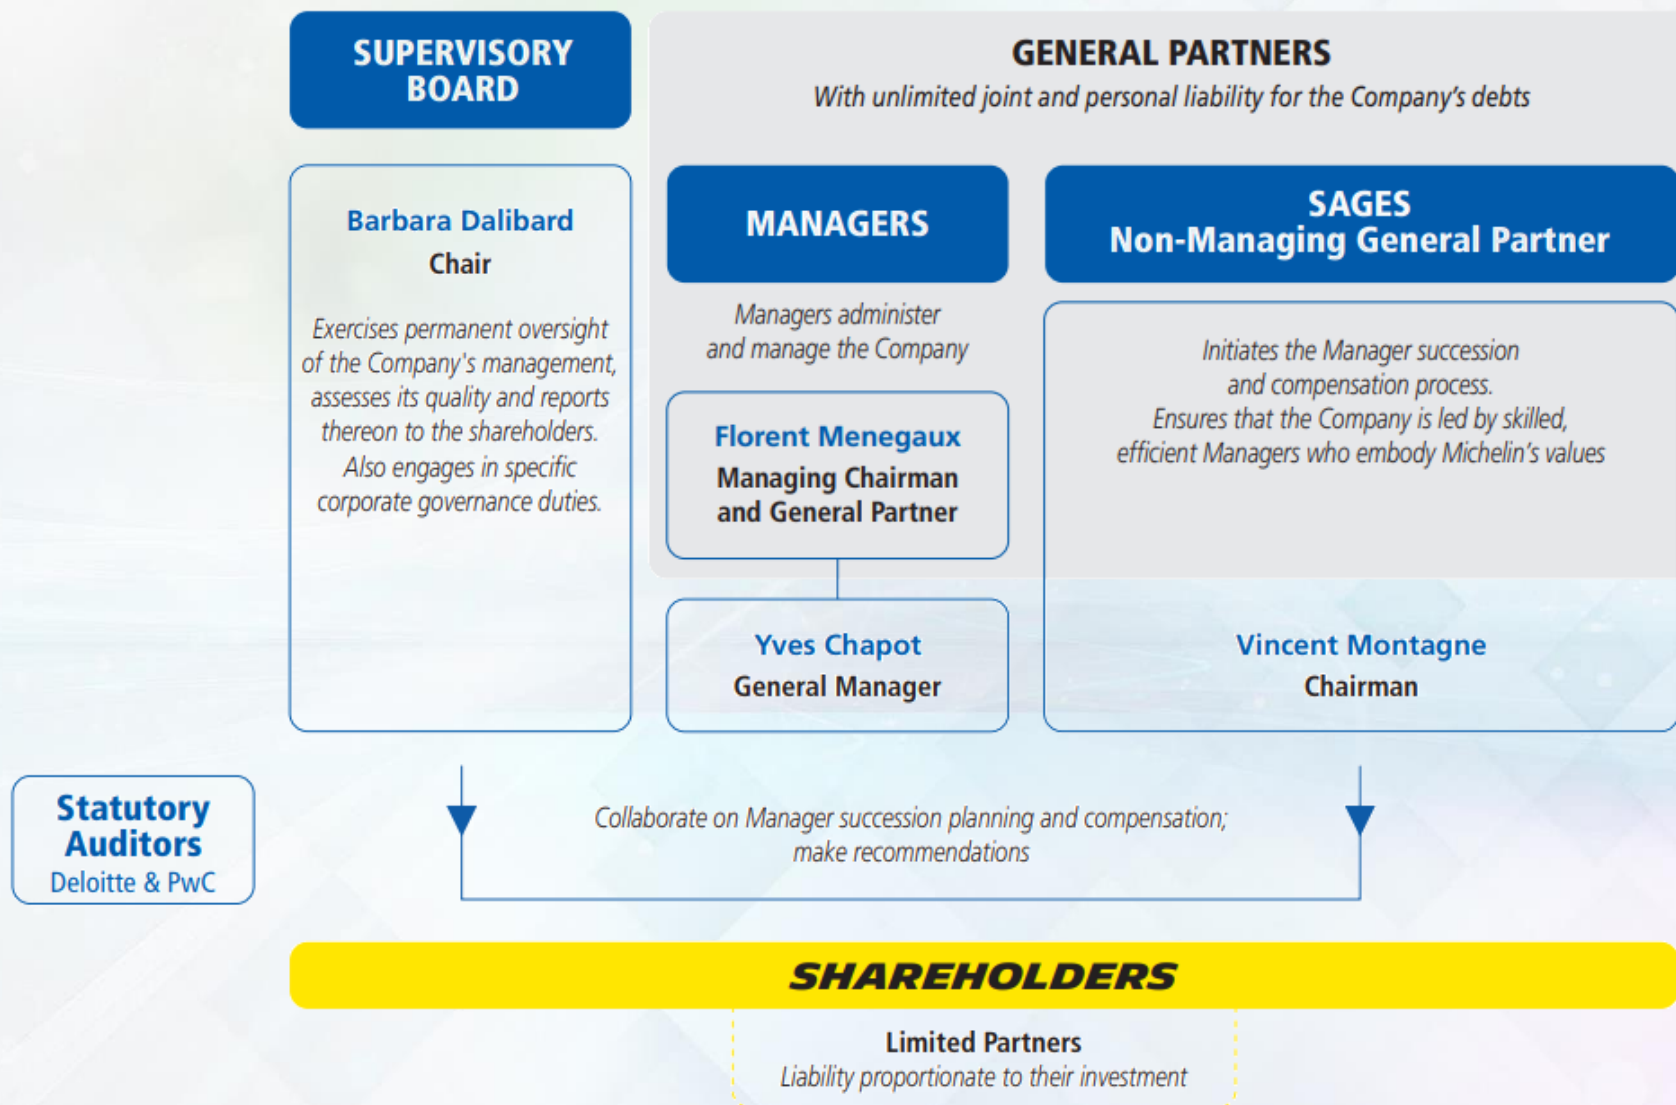 SUPERVISORY
BOARD
GENERAL PARTNERS
With unlimited joint and personal liability for the Company’s debts
Barbara Dalibard
Chair
Exercises permanent oversight
of the Company's management,
assesses its quality and reports
thereon to the shareholders.
Also engages in specific
corporate governance duties.
MANAGERS
Managers administer
and manage the Company
Florent Menegaux
Managing Chairman
and General Partner
Yves Chapot
General Manager
SAGES
Non-Managing General Partner
Initiates the Manager succession
and compensation process.
Ensures that the Company is led by skilled,
efficient Managers who embody Michelin’s values
Vincent Montagne
Chairman
Statutory
Auditors
Deloitte & PwC
Collaborate on Manager succession planning and compensation;
make recommendations
SHAREHOLDERS
Limited Partners
Liability proportionate to their investment